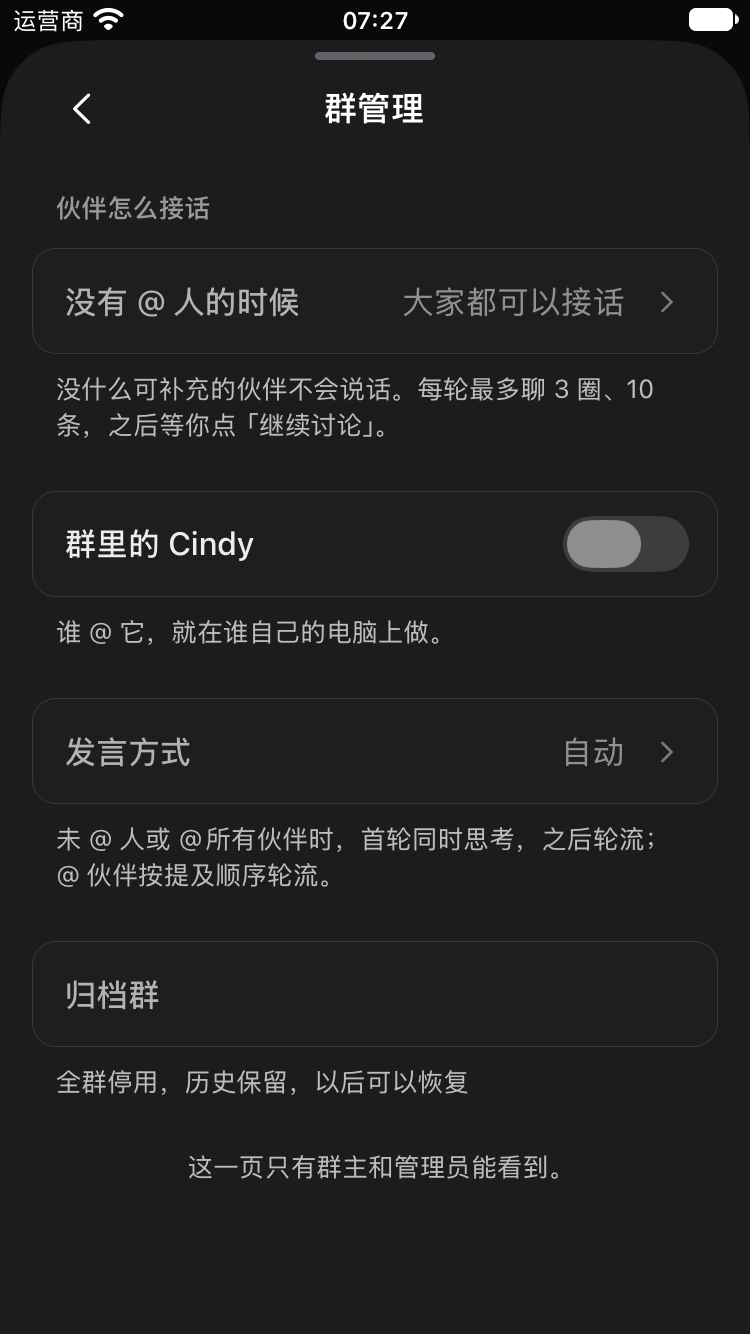 运营商
07:27
群管理
伙伴怎么接话
没有 @ 人的时候
大家都可以接话
没什么可补充的伙伴不会说话。每轮最多聊 3 圈、10
条，之后等你点「继续讨论」。
群里的 Cindy
谁 @ 它，就在谁自己的电脑上做。
发言方式
自动
未 @ 人或 @所有伙伴时，首轮同时思考，之后轮流；
@ 伙伴按提及顺序轮流。
归档群
全群停用，历史保留，以后可以恢复
这一页只有群主和管理员能看到。